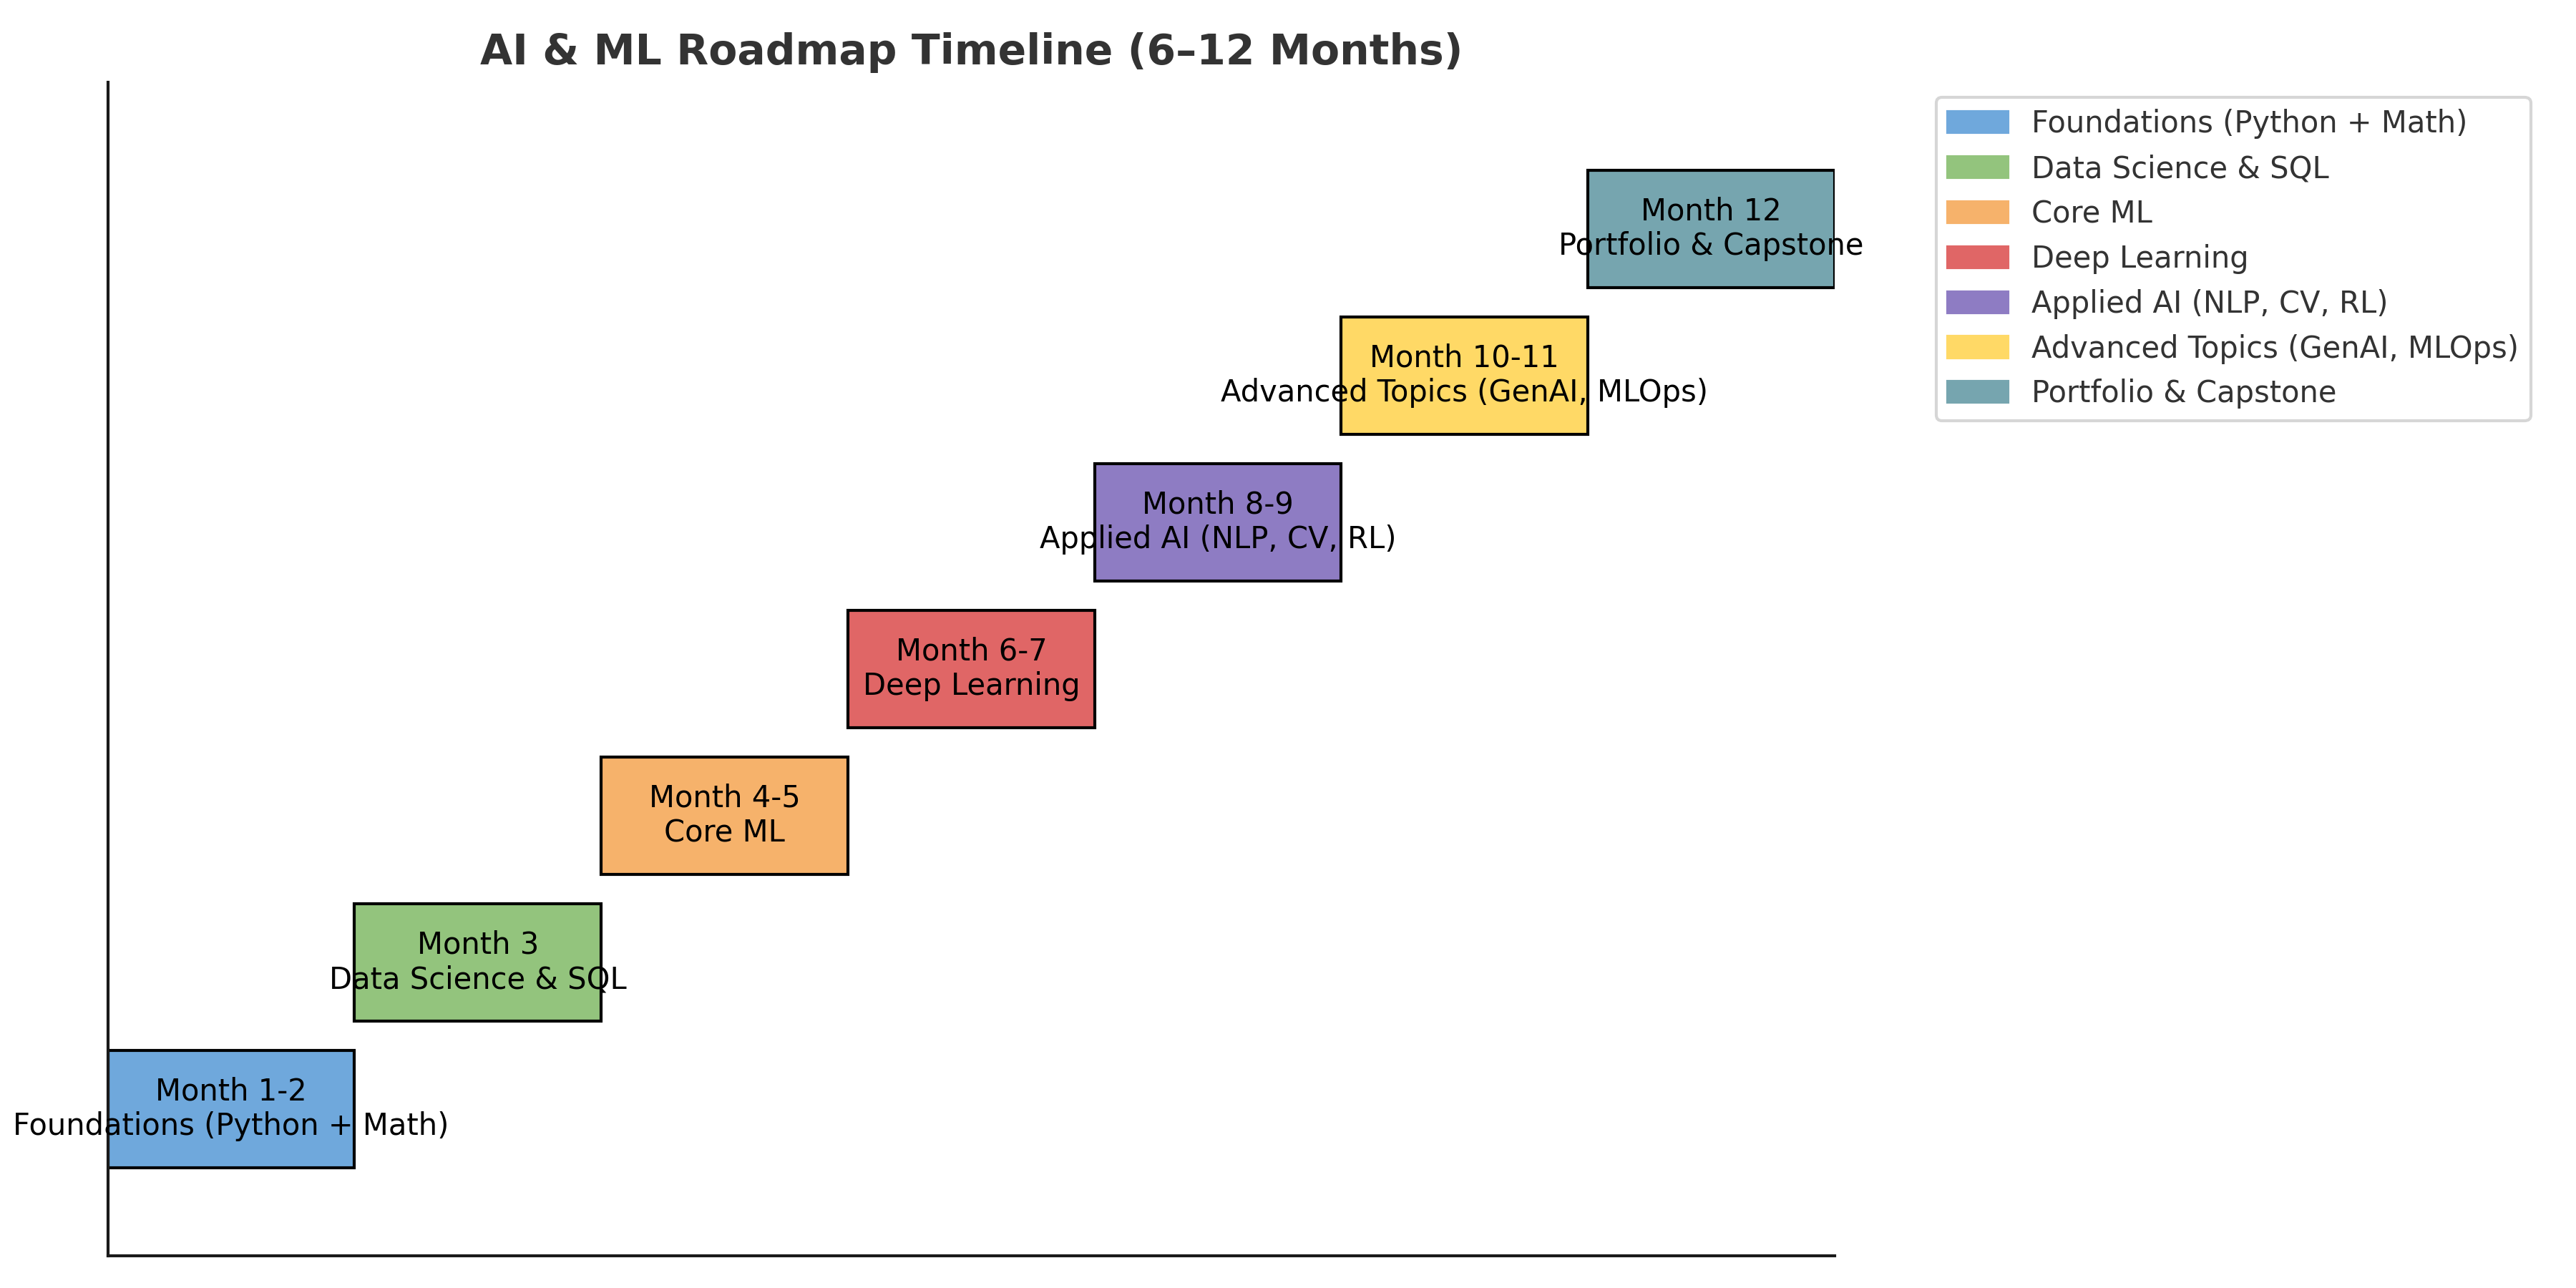 AI & ML Roadmap Timeline (6–12 Months)
Foundations (Python + Math)
Data Science & SQL
Core ML
Deep Learning
Applied AI (NLP, CV, RL)
Advanced Topics (GenAI, MLOps)
Portfolio & Capstone
Month 12
Portfolio & Capstone
Month 10-11
Advanced Topics (GenAI, MLOps)
Month 8-9
Applied AI (NLP, CV, RL)
Month 6-7
Deep Learning
Month 4-5
Core ML
Month 3
Data Science & SQL
Month 1-2
Foundations (Python + Math)